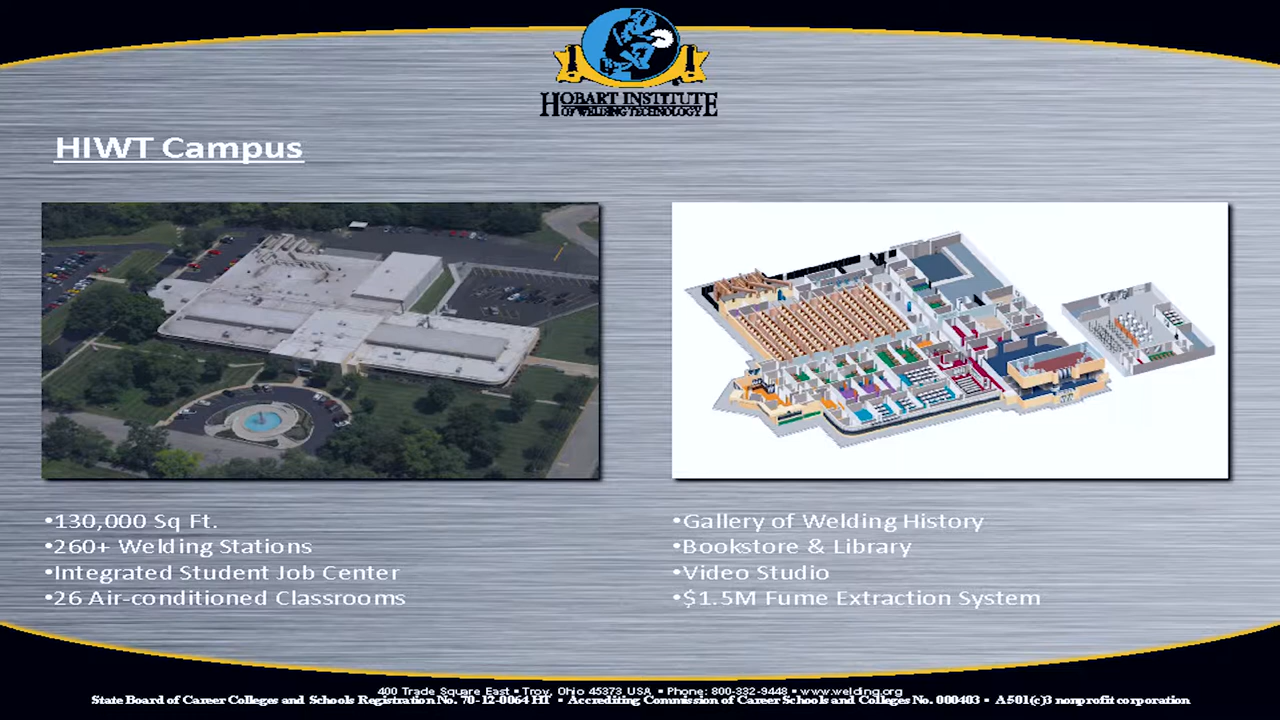 HOBART INSTITUTE
OF WELDING TECHNOLOGY
HIWT Campus
•130,000 Sq Ft.
•260+ Welding Stations
•Integrated Student Job Center
•26 Air-conditioned Classrooms
•Gallery of Welding History
•Bookstore & Library
•Video Studio
•$1.5M Fume Extraction System
400 Trade Square East • Troy, Ohio 45373 USA • Phone: 800-332-9448 • www.welding.org
State Board of Career Colleges and Schools Registration No. 70-12-0064 HT • Accrediting Commission of Career Schools and Colleges No. 000403 • A 501(c)3 nonprofit corporation